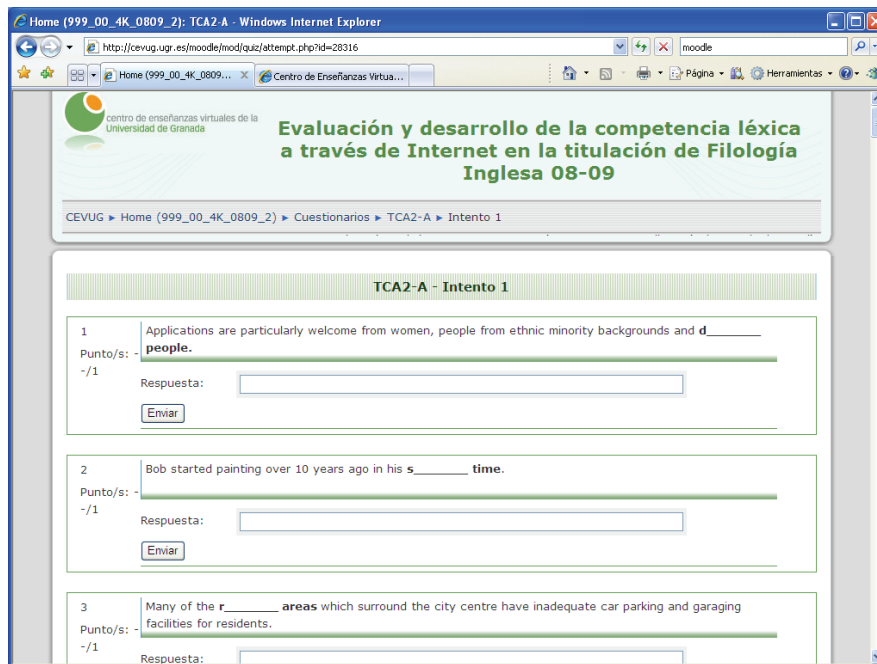 Home (999_00_4K_0809_2): TCA2-A - Windows Internet Explorer
http://cevug.ugr.es/moodle/mod/quiz/attempt.php?id=28316
moodle
Home (999_00_4K_0809...
Centro de Enseñanzas Virtua...
Página
Herramientas
centro de enseñanzas virtuales de la
Universidad de Granada
Evaluación y desarrollo de la competencia léxica
a través de Internet en la titulación de Filología
Inglesa 08-09
CEVUG ► Home (999_00_4K_0809_2) ► Cuestionarios ► TCA2-A ► Intento 1
TCA2-A - Intento 1
1
Applications are particularly welcome from women, people from ethnic minority backgrounds and d________
people.
Punto/s: -
-/1
Respuesta:
Enviar
2
Bob started painting over 10 years ago in his s________ time.
Punto/s: -
-/1
Respuesta:
Enviar
3
Many of the r________ areas which surround the city centre have inadequate car parking and garaging
facilities for residents.
Punto/s: -
-/1
Respuesta: